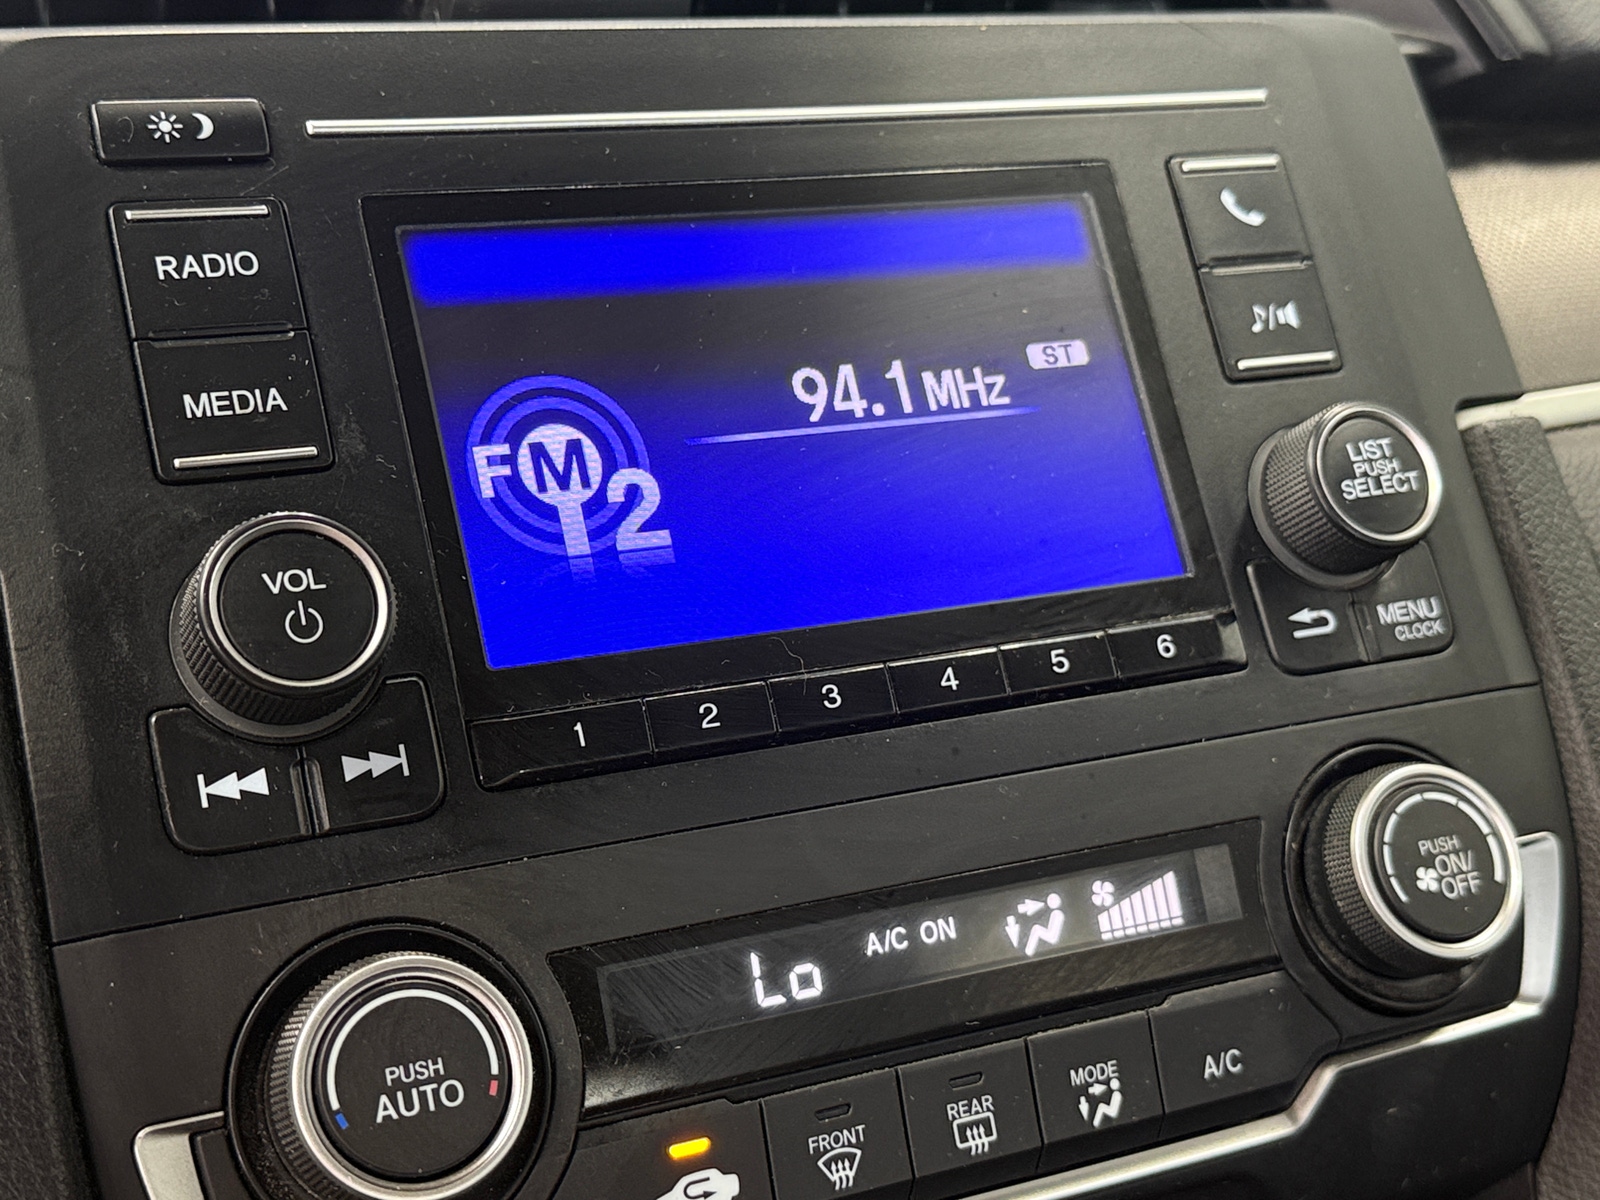 RADIO
MEDIA
VOL
94.1 MHz
ST
FM
2
LIST
PUSH
SELECT
MENU
CLOCK
1 2 3 4 5 6
PUSH
ON/
OFF
Lo A/C ON
PUSH
AUTO
FRONT
REAR
MODE
A/C